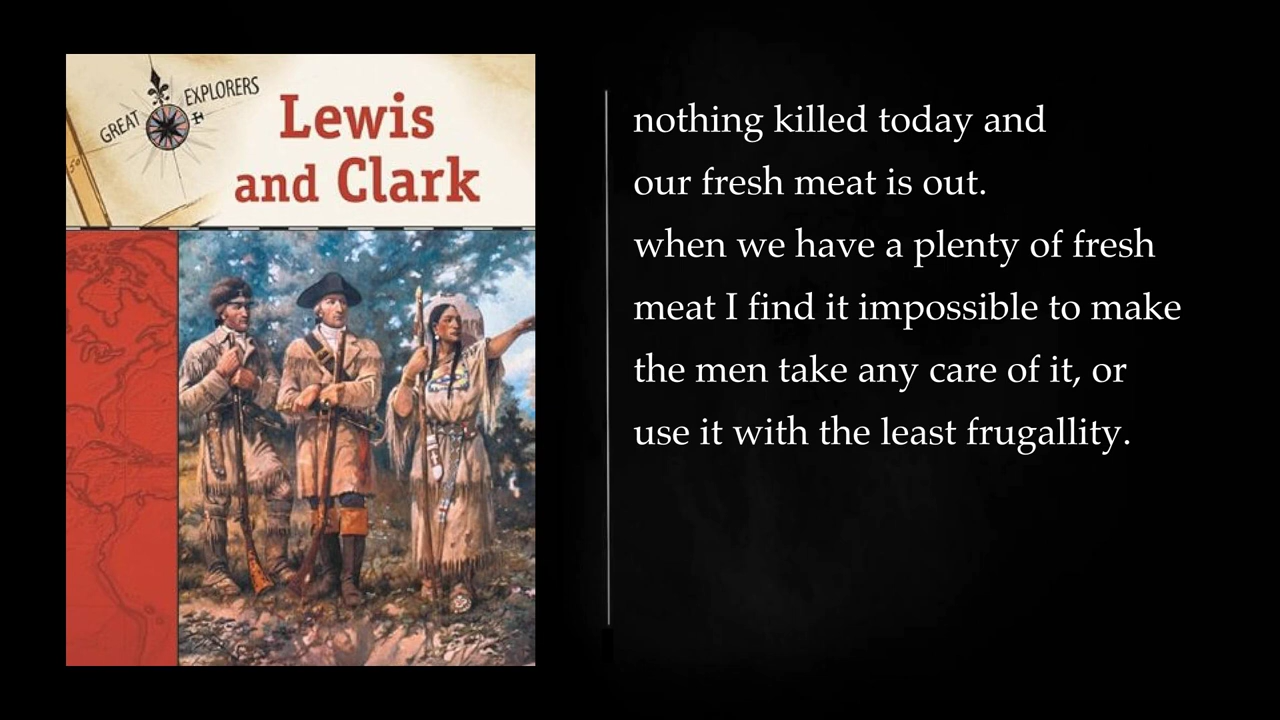 GREAT EXPLORERS
Lewis
and Clark
50
nothing killed today and
our fresh meat is out.
when we have a plenty of fresh
meat I find it impossible to make
the men take any care of it, or
use it with the least frugallity.